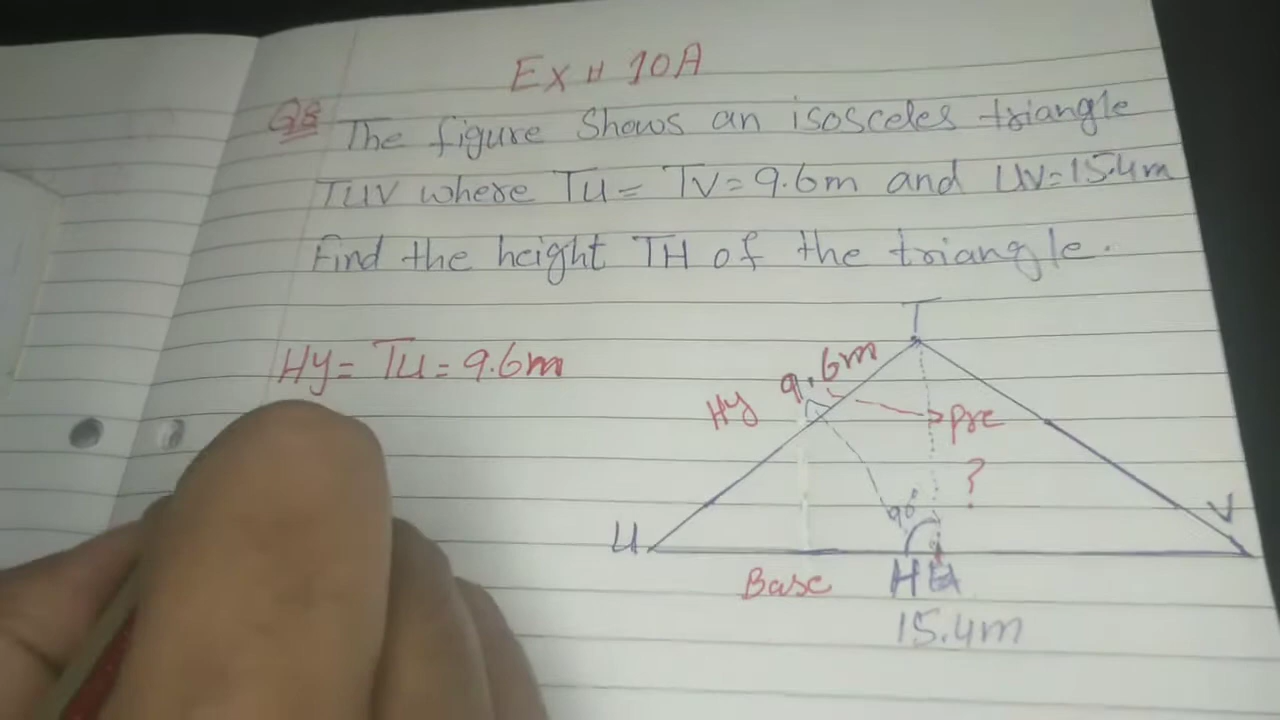 Ex # 10A
Q8 The figure Shows an isosceles triangle
TUV where TU = TV = 9.6m and UV = 15.4m
Find the height TH of the triangle.
T
Hy = TU = 9.6m
Hy 9.6m
pre
?
90°
U
V
Base H
15.4m